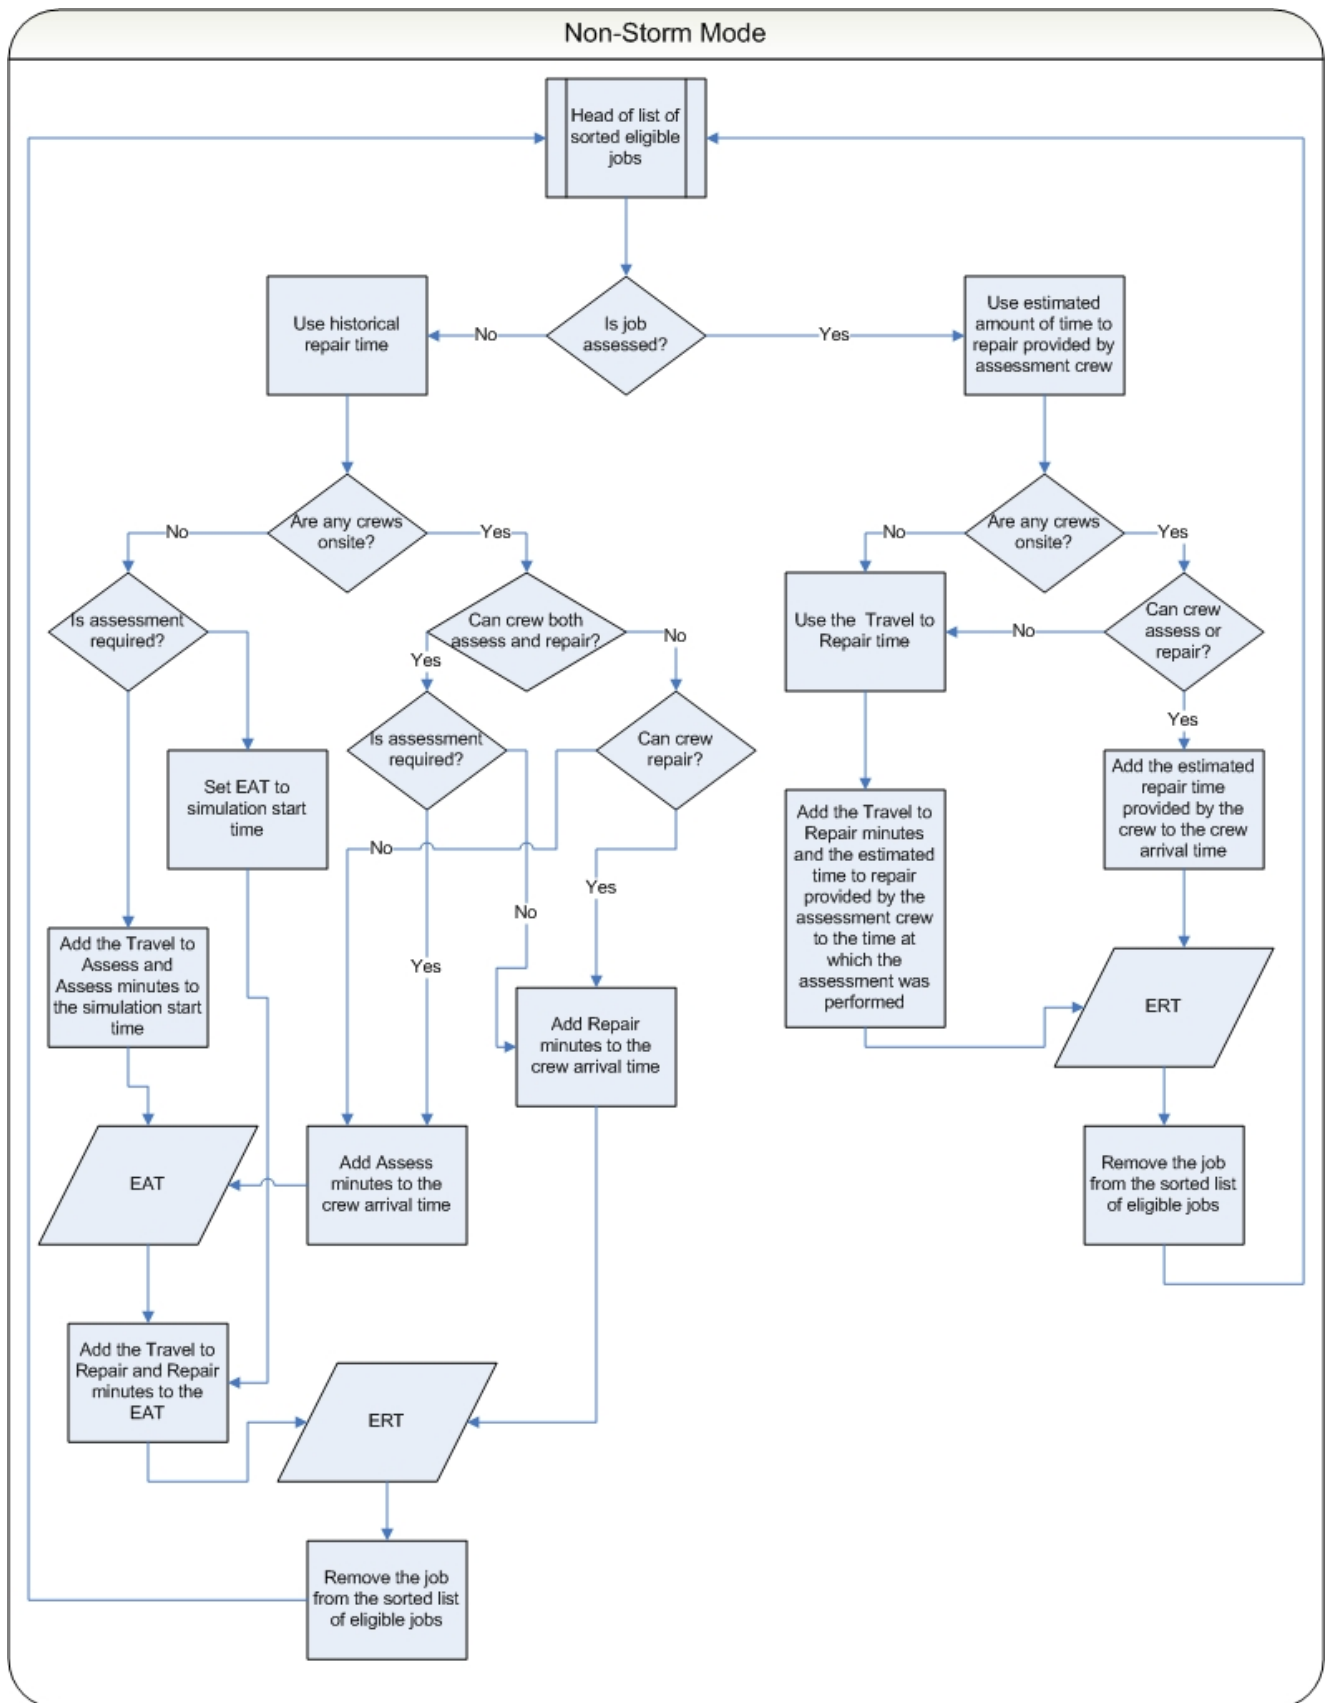 Non-Storm Mode
Head of list of
sorted eligible
jobs
Use historical
repair time
No
Is job
assessed?
Yes
Use estimated
amount of time to
repair provided by
assessment crew
No
Are any crews
onsite?
Yes
No
Are any crews
onsite?
Yes
Is assessment
required?
Can crew both
assess and repair?
No
Yes
Use the Travel to
Repair time
No
Can crew
assess or
repair?
Yes
Set EAT to
simulation start
time
Is assessment
required?
Can crew
repair?
No
Yes
No
Yes
Add the Travel to
Repair minutes
and the estimated
time to repair
provided by the
assessment crew
to the time at
which the
assessment was
performed
Add the estimated
repair time
provided by the
crew to the crew
arrival time
Add the Travel to
Assess and
Assess minutes to
the simulation start
time
Add Repair
minutes to the
crew arrival time
ERT
EAT
Add Assess
minutes to the
crew arrival time
Remove the job
from the sorted list
of eligible jobs
Add the Travel to
Repair and Repair
minutes to the
EAT
ERT
Remove the job
from the sorted list
of eligible jobs